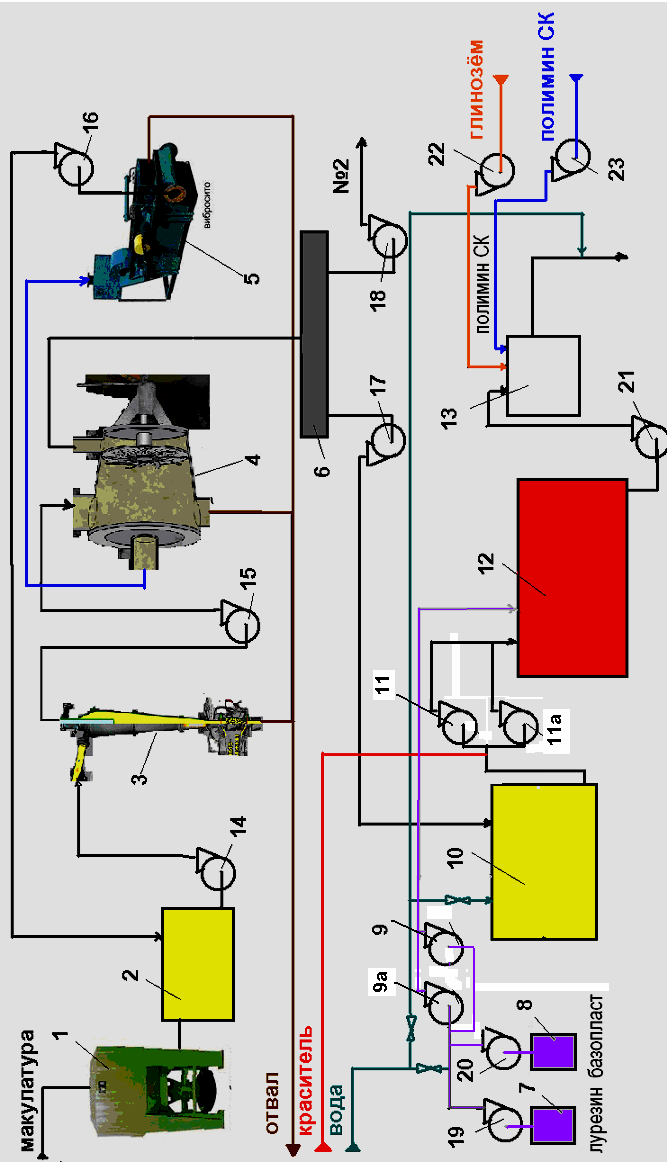 макулатура
1
16
2
3
вибросито
14
15
4
5
отвал
краситель
6
вода
№2
9а
9
11
17
18
22
19
20
10
13
глинозём
полимин СК
12
7
8
11а
полимин СК
лурезин базопласт
21
23